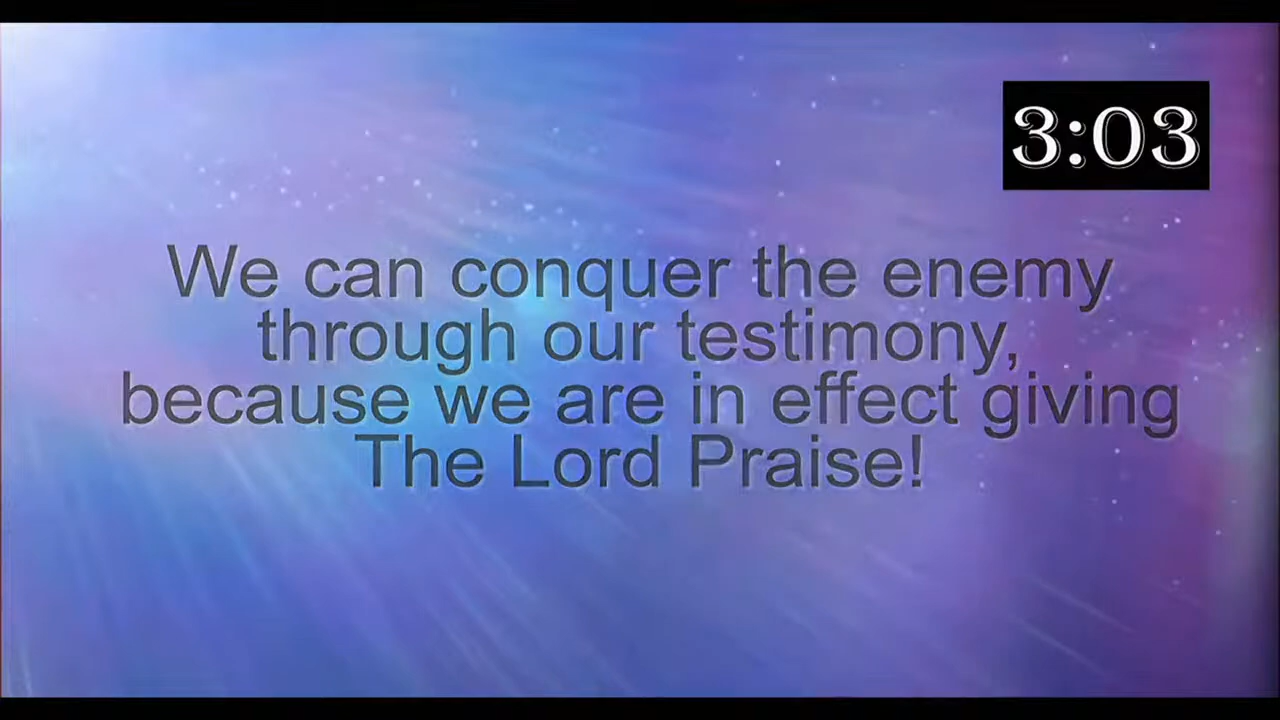 3:03
We can conquer the enemy
through our testimony,
because we are in effect giving
The Lord Praise!